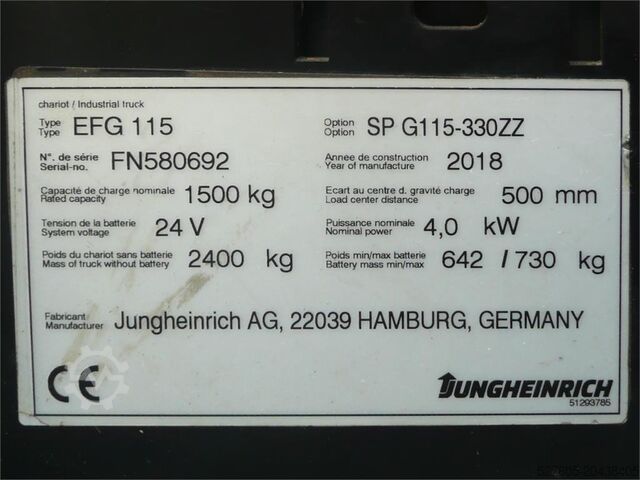 chariot / Industrial truck
Type
Type EFG 115
Option
Option SP G115-330ZZ
N°. de série
Serial-no. FN580692
Année de construction
Year of manufacture 2018
Capacité de charge nominale
Rated capacity 1500 kg
Ecart au centre d. gravité charge
Load center distance 500 mm
Tension de la batterie
System voltage 24 V
Puissance nominale
Nominal power 4,0 kW
Poids du chariot sans batterie
Mass of truck without battery 2400 kg
Poids min/max batterie
Battery mass min/max 642 / 730 kg
Fabricant
Manufacturer Jungheinrich AG, 22039 HAMBURG, GERMANY
CE
JUNGHEINRICH
51293785